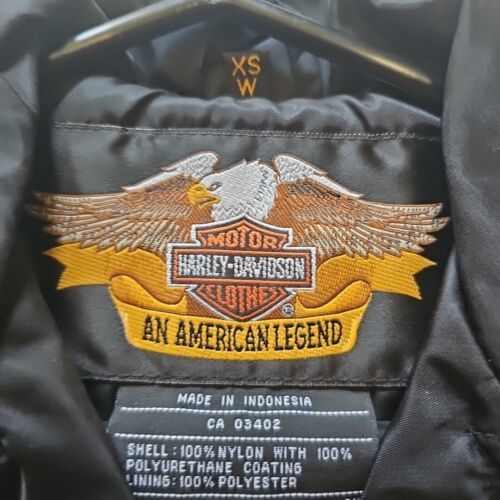 XS
W
MOTOR
HARLEY-DAVIDSON
CLOTHES
®
AN AMERICAN LEGEND
MADE IN INDONESIA
CA 03402
SHELL: 100% NYLON WITH 100%
POLYURETHANE COATING
LINING: 100% POLYESTER